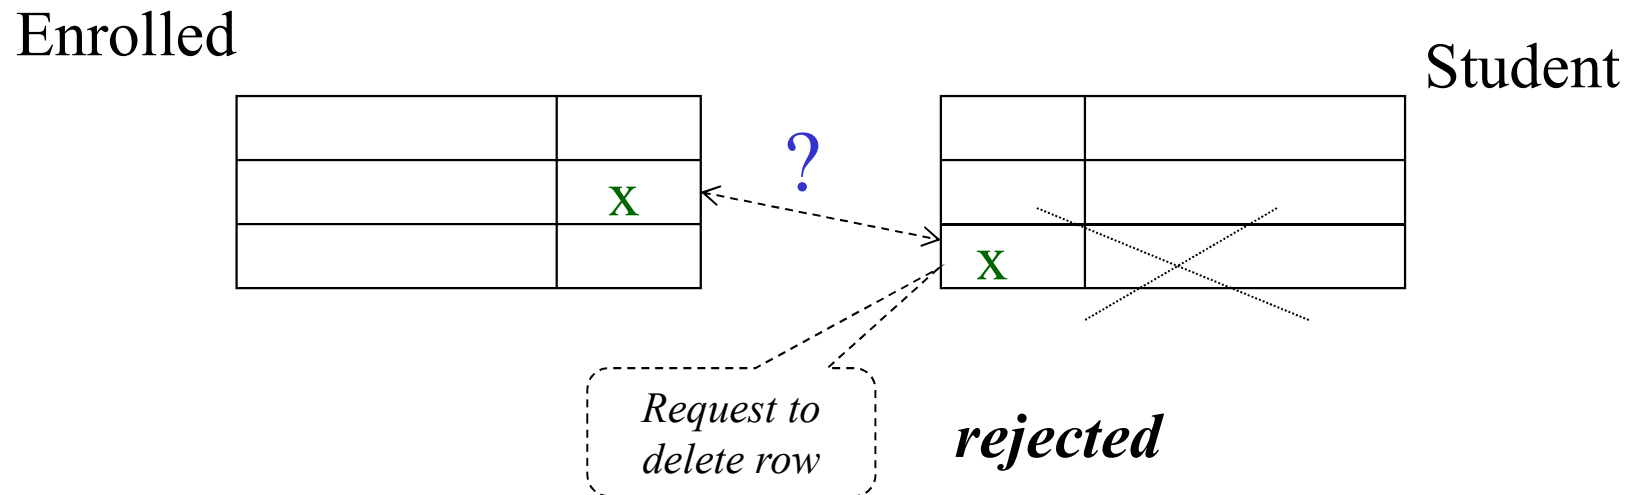 Enrolled
Student
?
x
x
Request to
delete row
rejected